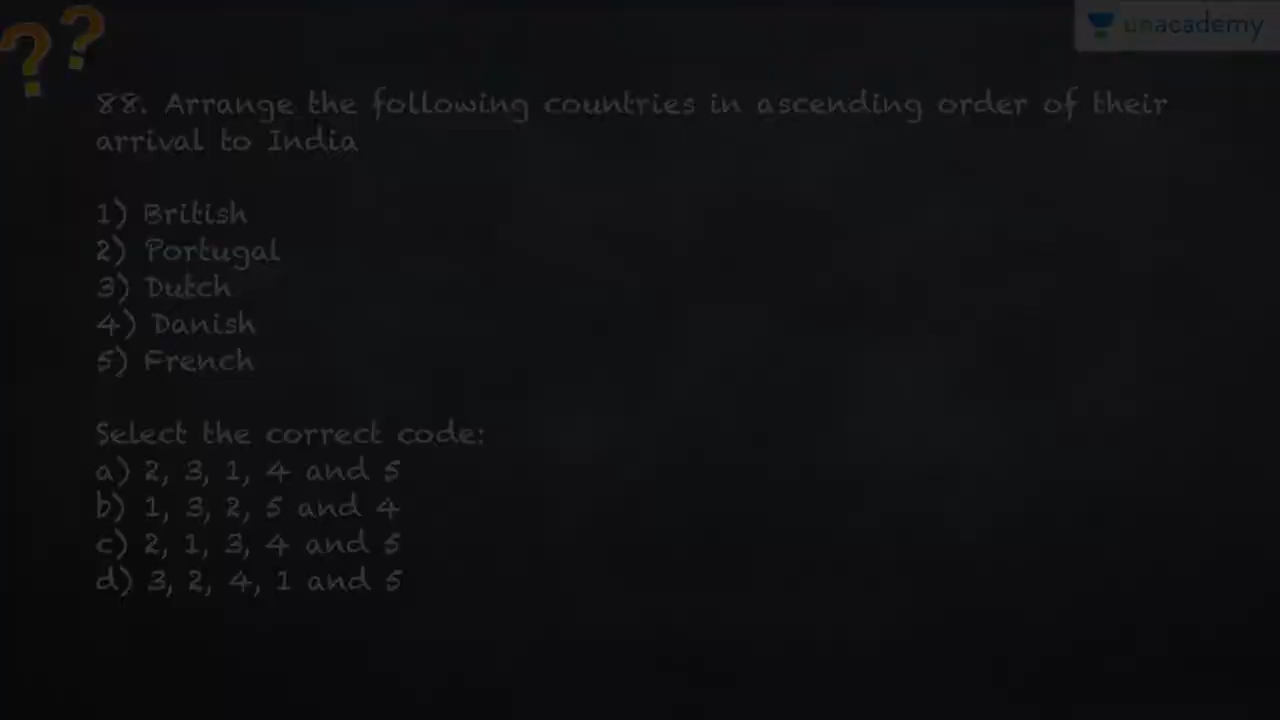 unacademy
88. Arrange the following countries in ascending order of their
arrival to India
1) British
2) Portugal
3) Dutch
4) Danish
5) French
Select the correct code:
a) 2, 3, 1, 4 and 5
b) 1, 3, 2, 5 and 4
c) 2, 1, 3, 4 and 5
d) 3, 2, 4, 1 and 5